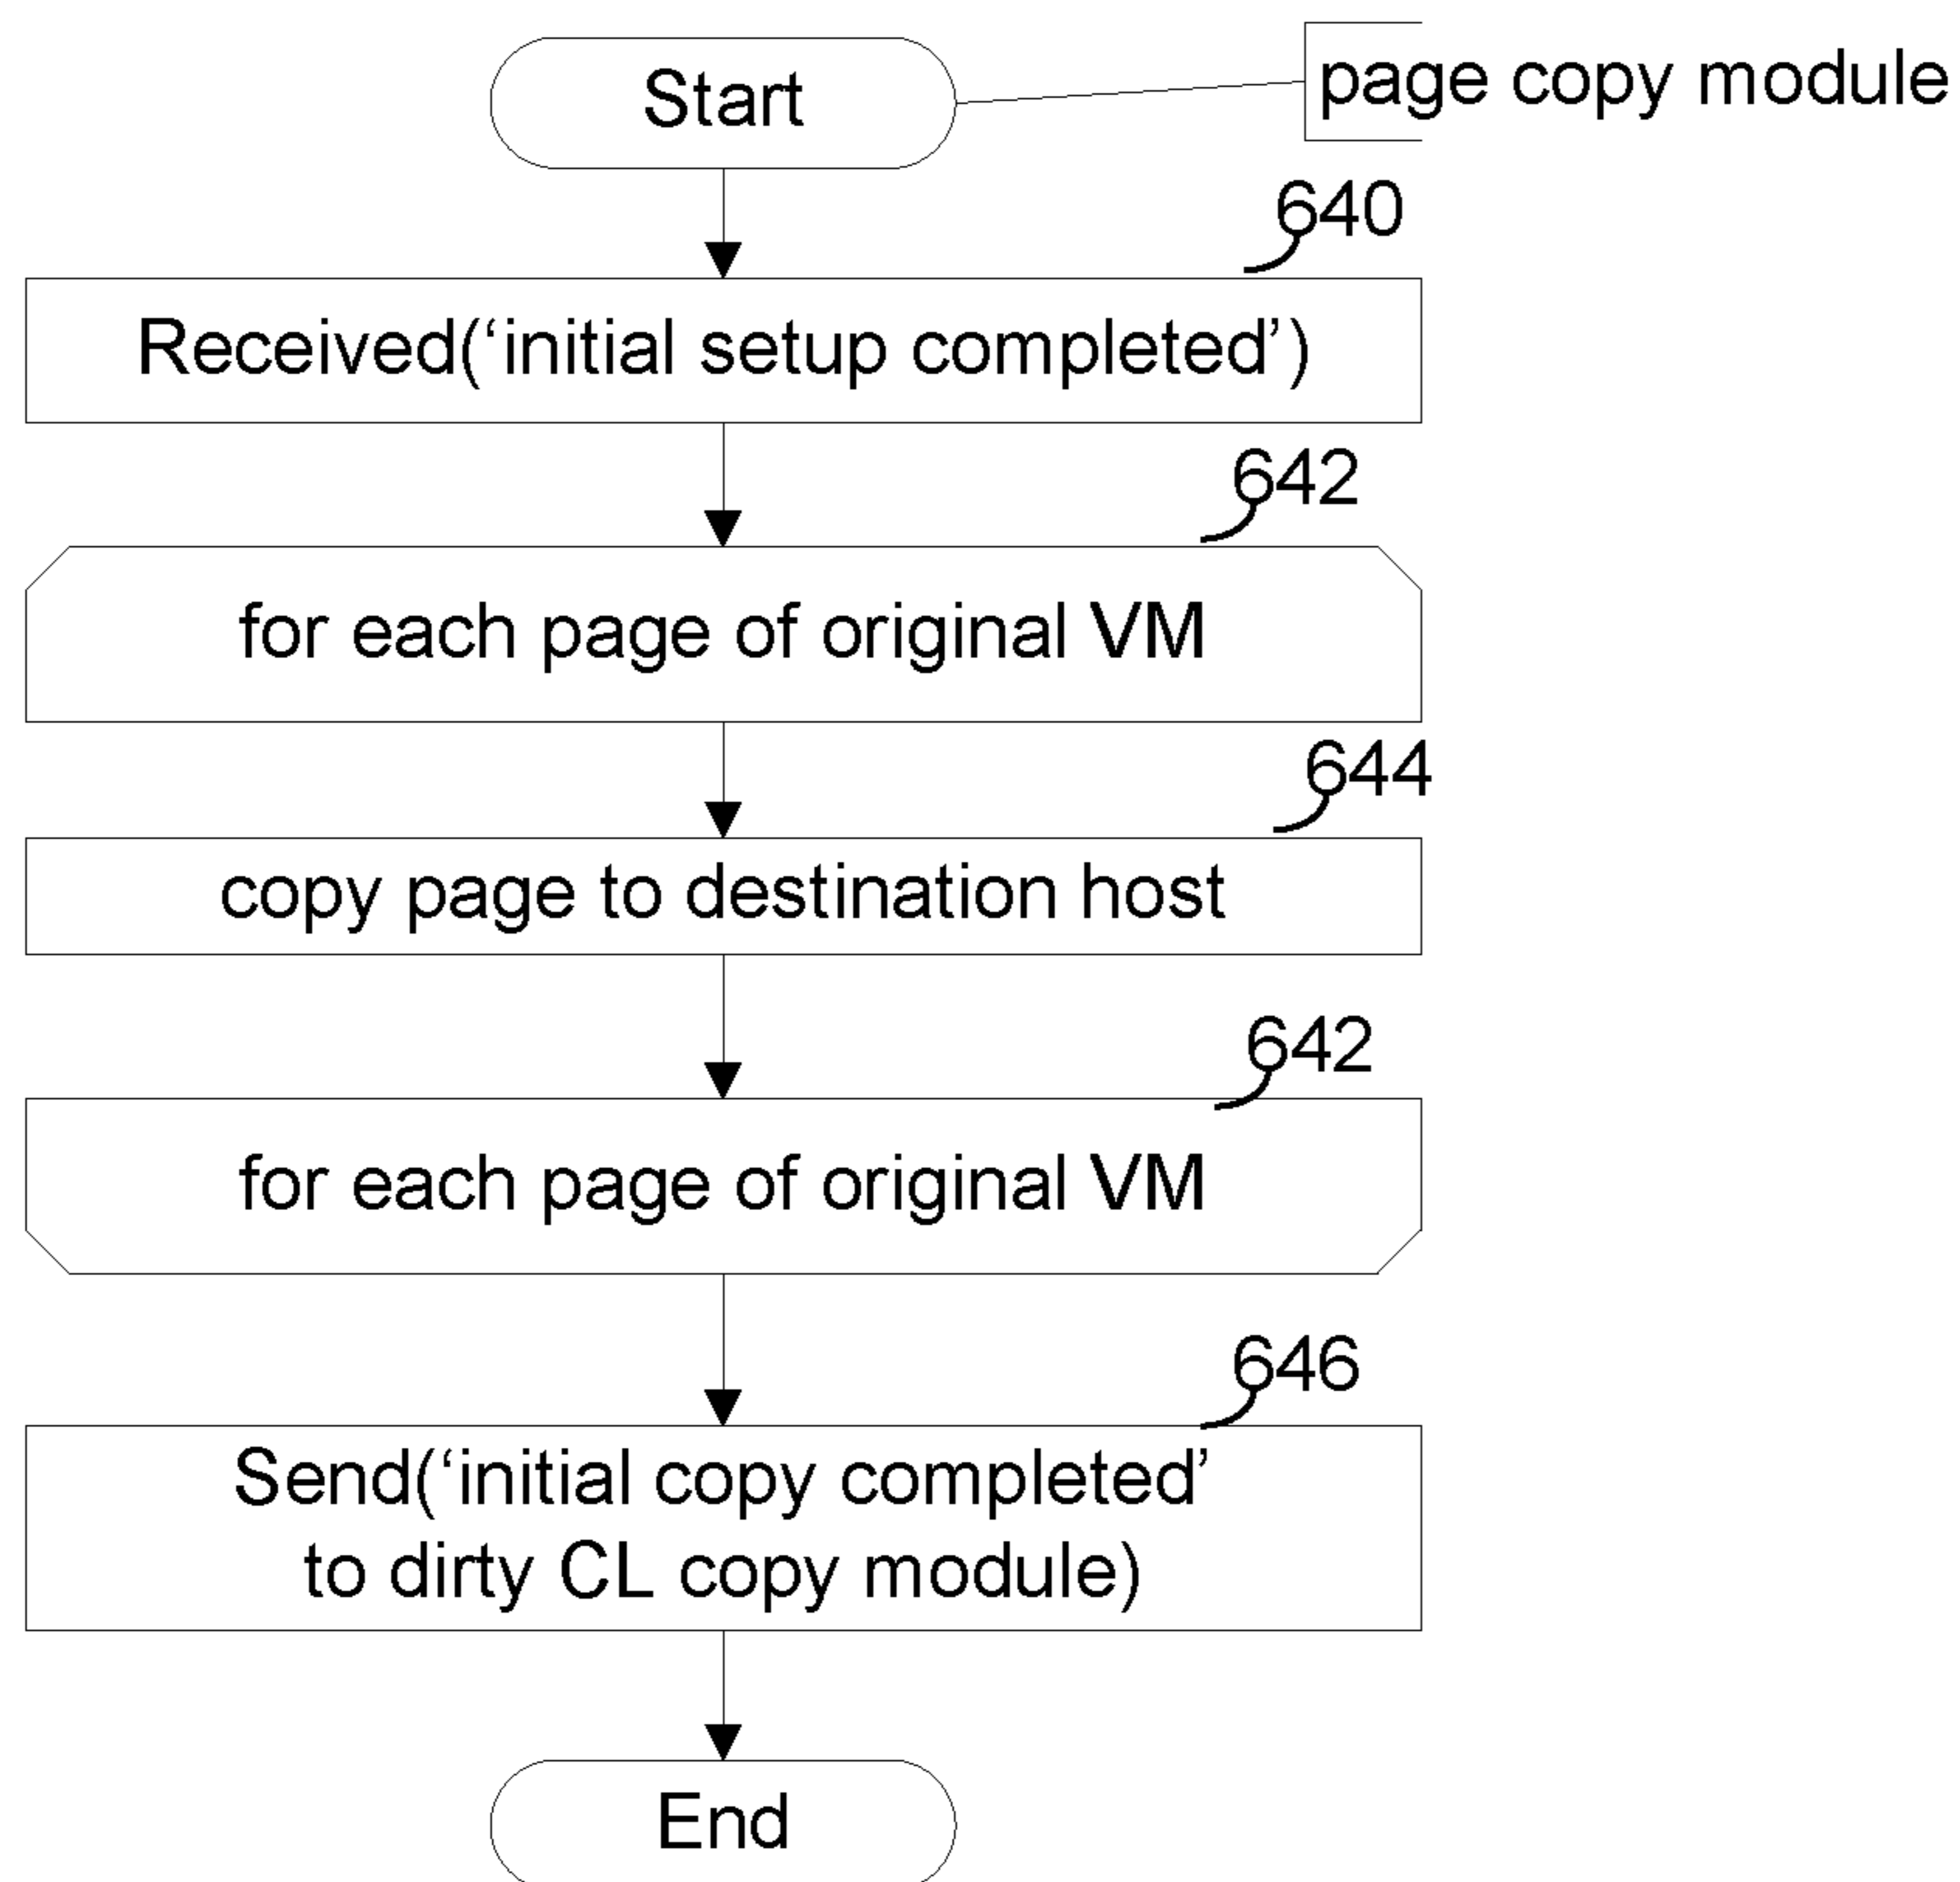 Start
page copy module
640
Received(‘initial setup completed’)
642
for each page of original VM
644
copy page to destination host
642
for each page of original VM
646
Send(‘initial copy completed’
to dirty CL copy module)
End